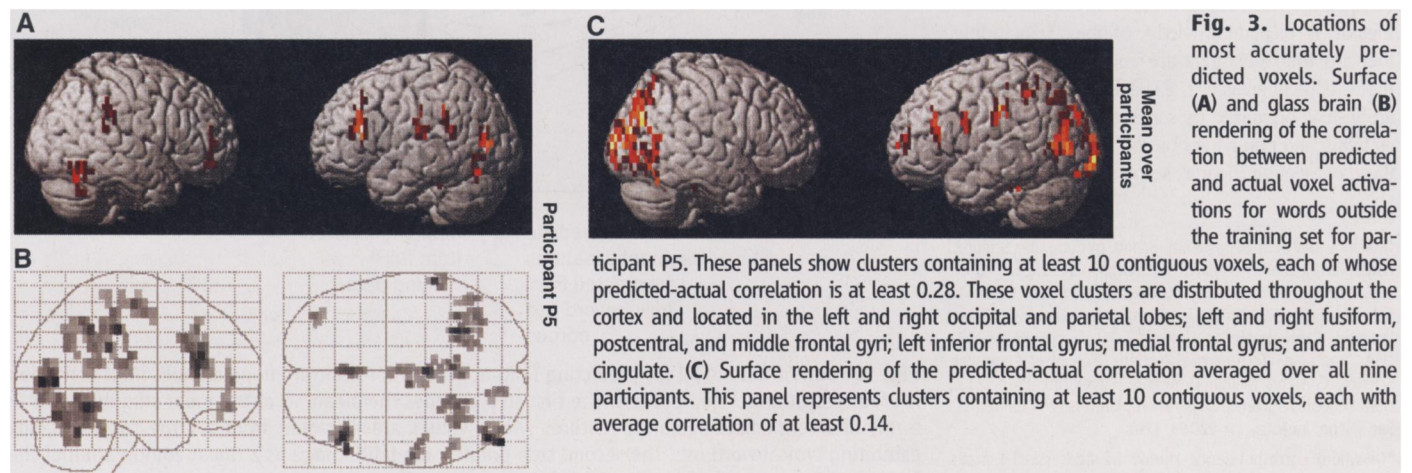 A
C
Mean over
participants
Fig. 3. Locations of
most accurately pre-
dicted voxels. Surface
(A) and glass brain (B)
rendering of the correla-
tion between predicted
and actual voxel activa-
tions for words outside
the training set for par-
ticipant P5. These panels show clusters containing at least 10 contiguous voxels, each of whose
predicted-actual correlation is at least 0.28. These voxel clusters are distributed throughout the
cortex and located in the left and right occipital and parietal lobes; left and right fusiform,
postcentral, and middle frontal gyri; left inferior frontal gyrus; medial frontal gyrus; and anterior
cingulate. (C) Surface rendering of the predicted-actual correlation averaged over all nine
participants. This panel represents clusters containing at least 10 contiguous voxels, each with
average correlation of at least 0.14.
Participant P5
B